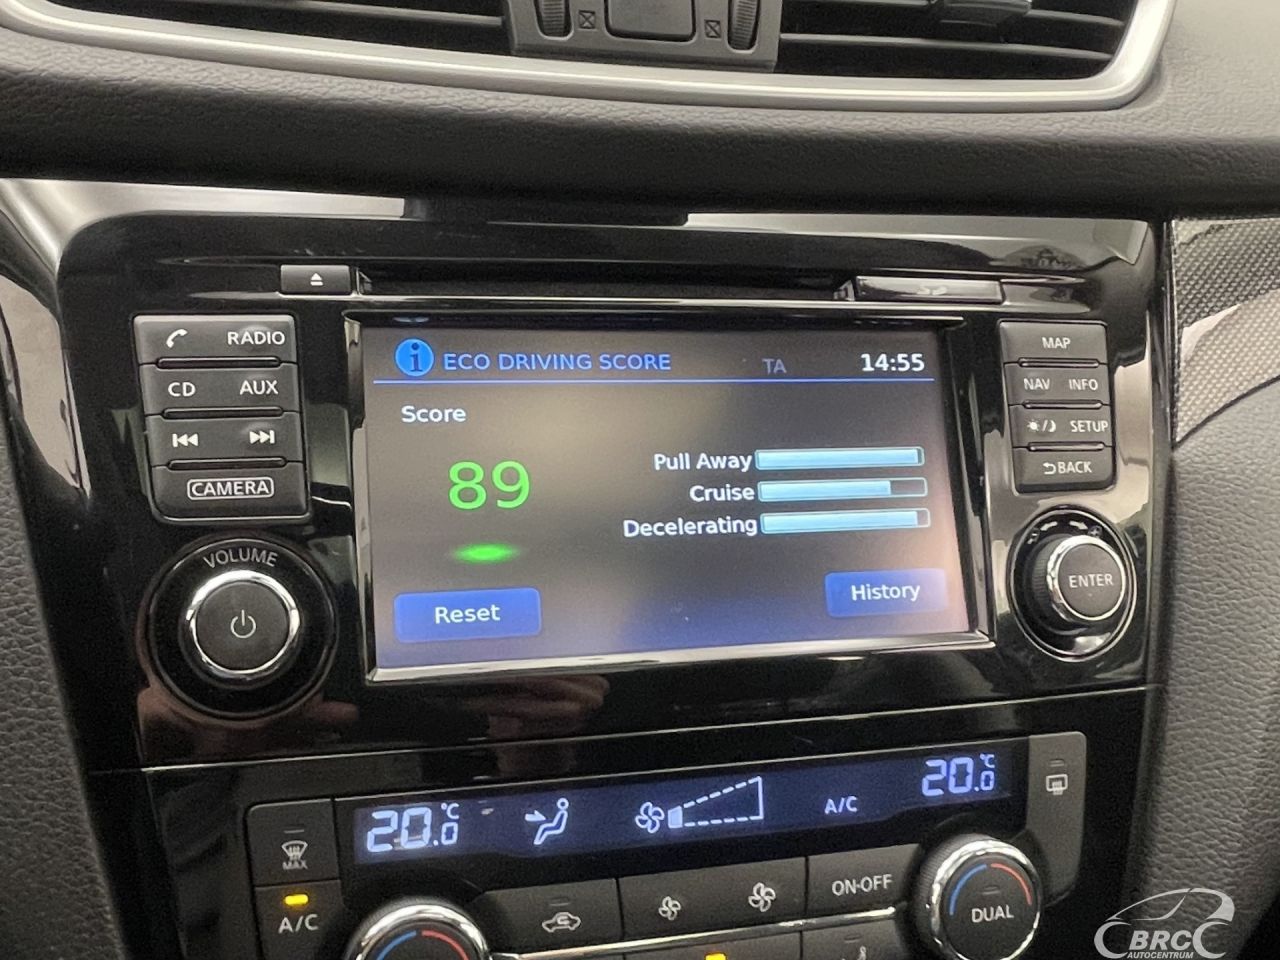 RADIO
CD AUX
CAMERA
VOLUME
i ECO DRIVING SCORE TA 14:55
Score
89
Pull Away
Cruise
Decelerating
Reset
History
MAP
NAV INFO
SETUP
BACK
ENTER
20.0 °C
A/C
20.0 °C
MAX
A/C
ON-OFF
DUAL
BRC
AUTOCENTRUM